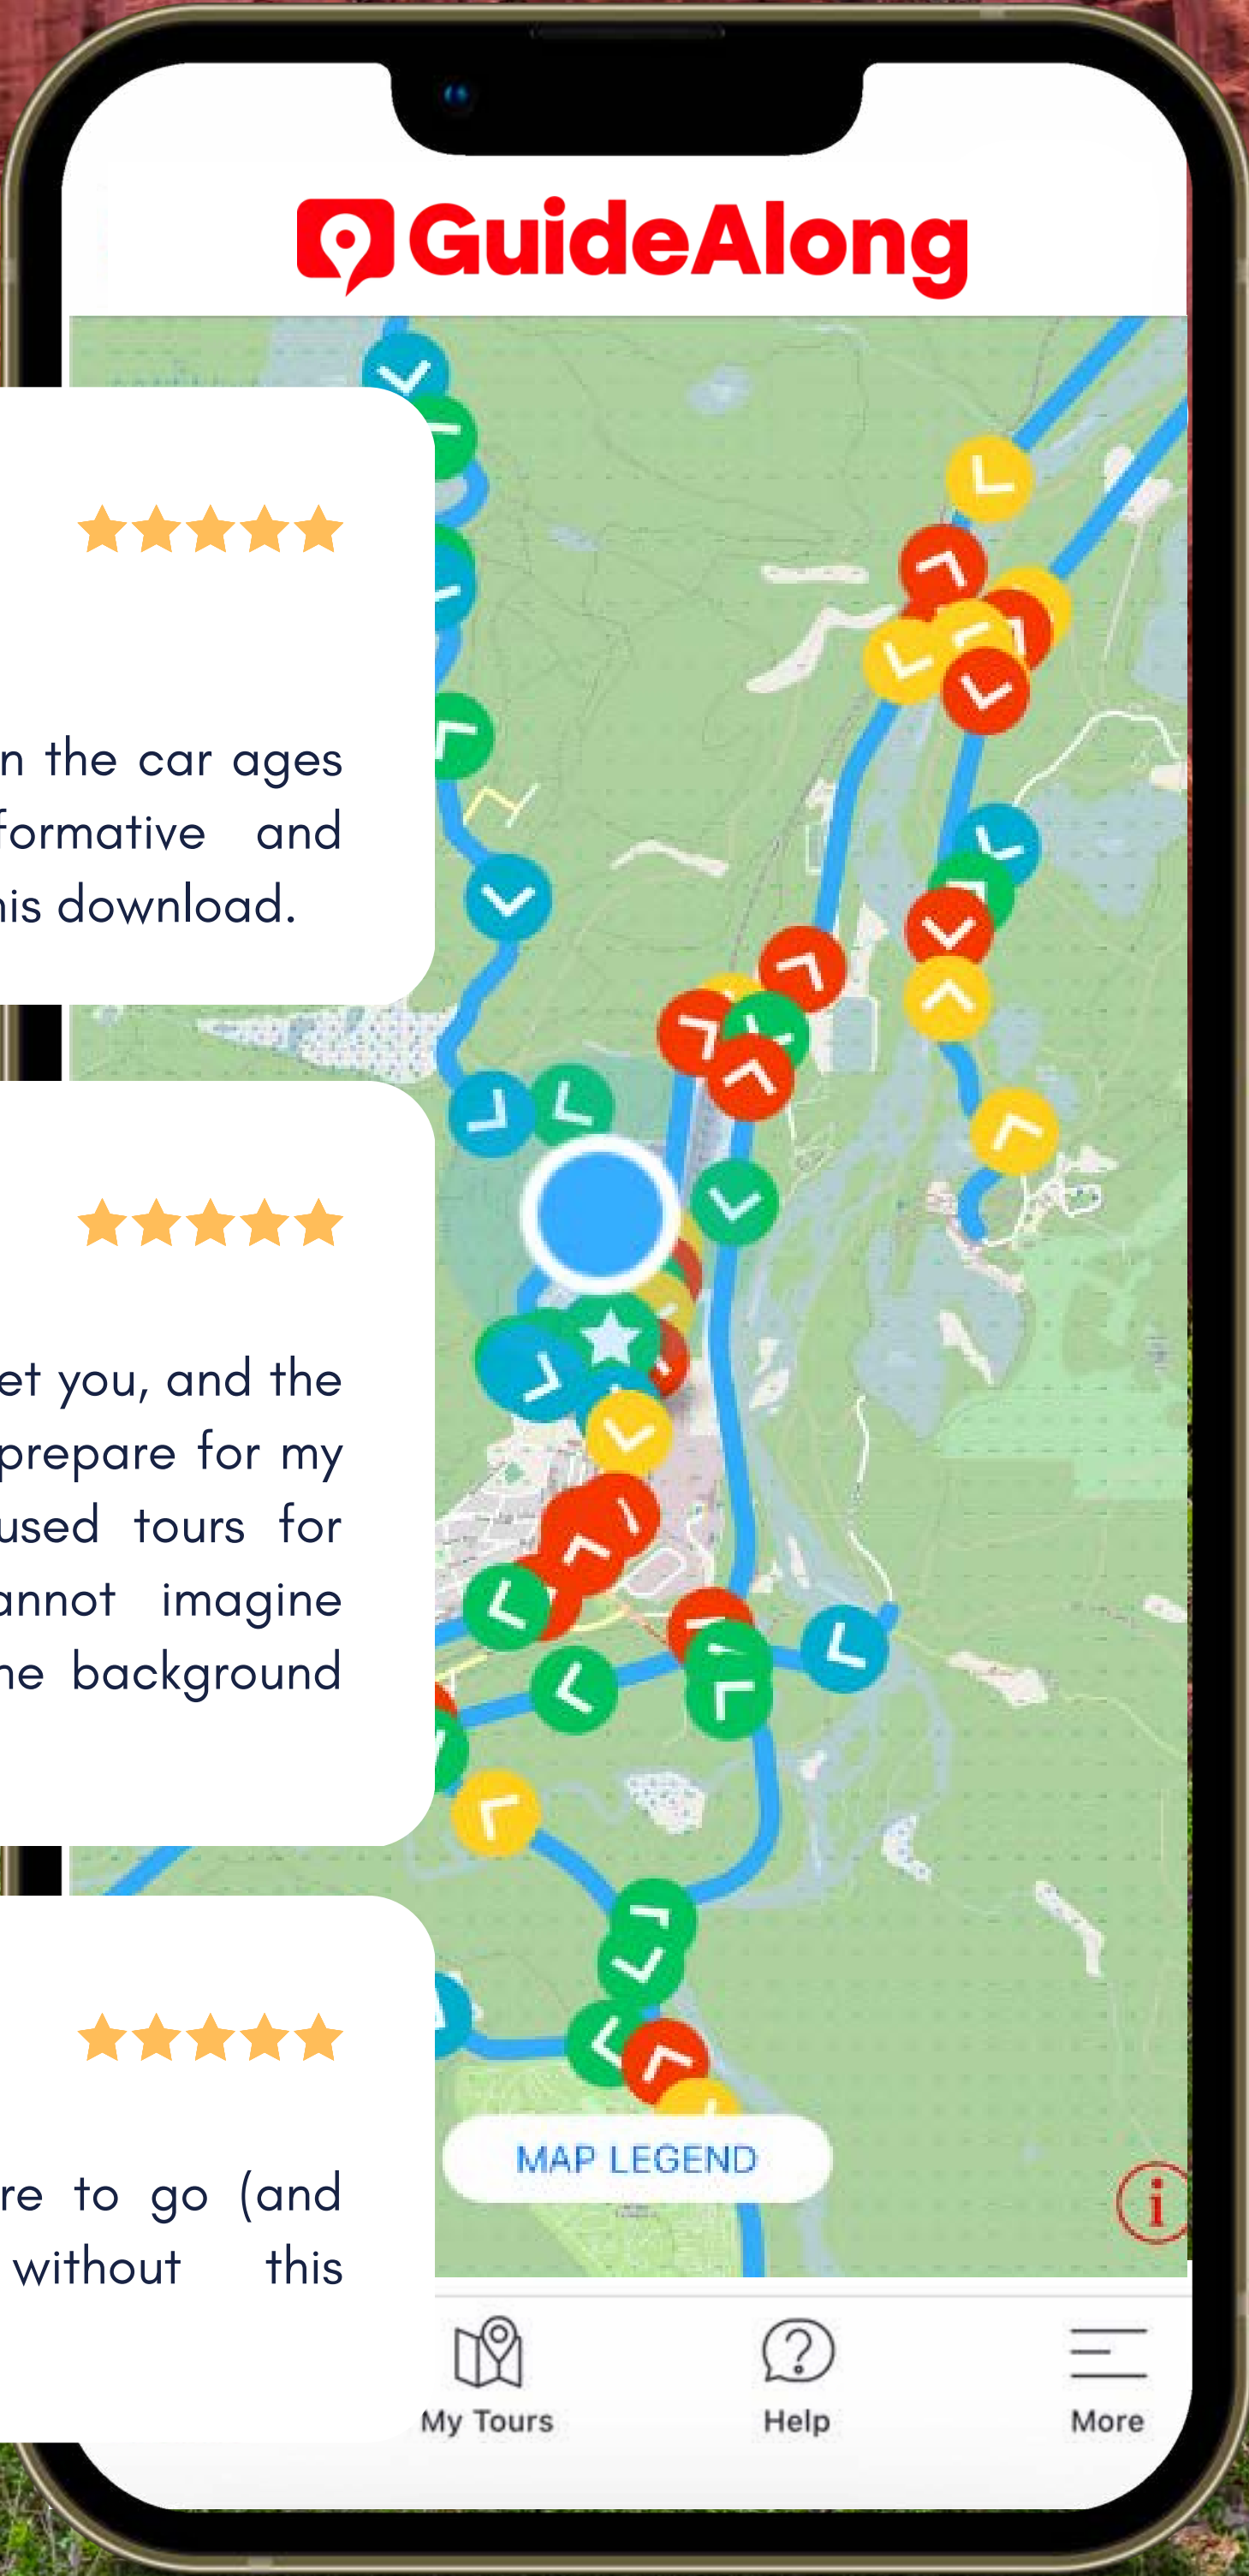 GuideAlong
n the car ages
formative and
his download.
et you, and the
prepare for my
used tours for
annot imagine
he background
re to go (and
without this
MAP LEGEND
i
My Tours
Help
More